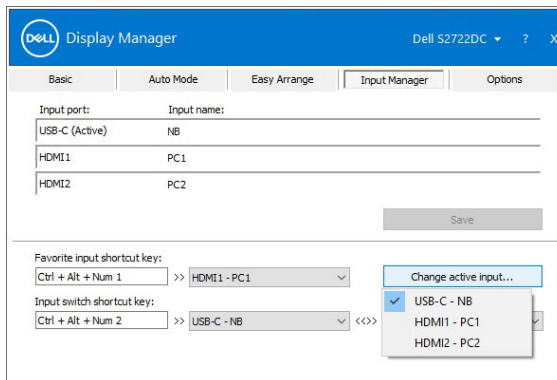 DELL Display Manager Dell S2722DC ? X
Basic Auto Mode Easy Arrange Input Manager Options
Input port: Input name:
USB-C (Active) NB
HDMI1 PC1
HDMI2 PC2
Save
Favorite input shortcut key:
Ctrl + Alt + Num 1 >> HDMI1 - PC1 Change active input...
Input switch shortcut key:
Ctrl + Alt + Num 2 >> USB-C - NB <<>>
USB-C - NB
HDMI1 - PC1
HDMI2 - PC2